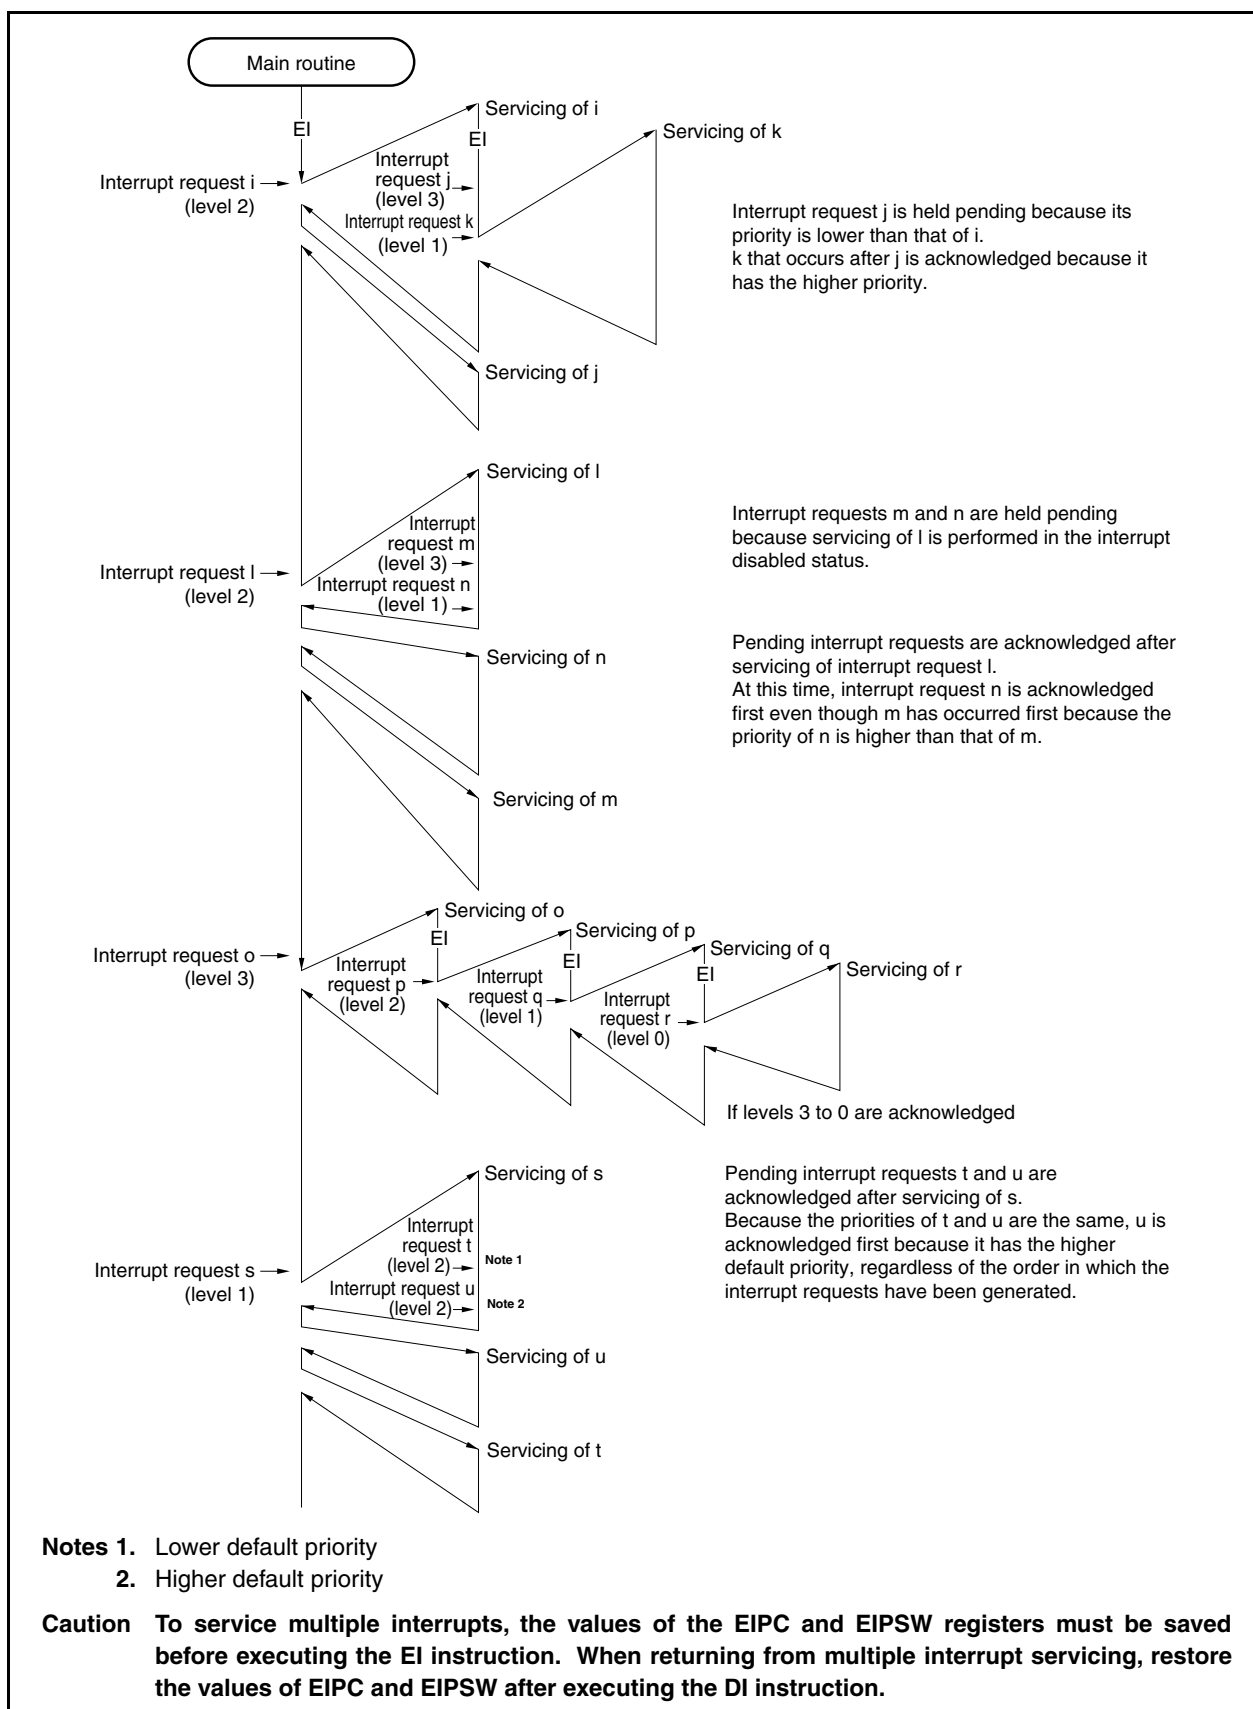 Main routine
EI
Servicing of i
EI
Servicing of k
Interrupt
request j
(level 3)
Interrupt request i
(level 2)
Interrupt request k
(level 1)
Interrupt request j is held pending because its
priority is lower than that of i.
k that occurs after j is acknowledged because it
has the higher priority.
Servicing of j
Servicing of l
Interrupt
request m
(level 3)
Interrupt request l
(level 2)
Interrupt request n
(level 1)
Interrupt requests m and n are held pending
because servicing of l is performed in the interrupt
disabled status.
Servicing of n
Pending interrupt requests are acknowledged after
servicing of interrupt request l.
At this time, interrupt request n is acknowledged
first even though m has occurred first because the
priority of n is higher than that of m.
Servicing of m
Servicing of o
EI
Servicing of p
EI
Servicing of q
EI
Servicing of r
Interrupt request o
(level 3)
Interrupt
request p
(level 2)
Interrupt
request q
(level 1)
Interrupt
request r
(level 0)
If levels 3 to 0 are acknowledged
Servicing of s
Interrupt
request t
(level 2)
Note 1
Interrupt request s
(level 1)
Interrupt request u
(level 2)
Note 2
Pending interrupt requests t and u are
acknowledged after servicing of s.
Because the priorities of t and u are the same, u is
acknowledged first because it has the higher
default priority, regardless of the order in which the
interrupt requests have been generated.
Servicing of u
Servicing of t
Notes 1. Lower default priority
2. Higher default priority
Caution To service multiple interrupts, the values of the EIPC and EIPSW registers must be saved
before executing the EI instruction. When returning from multiple interrupt servicing, restore
the values of EIPC and EIPSW after executing the DI instruction.